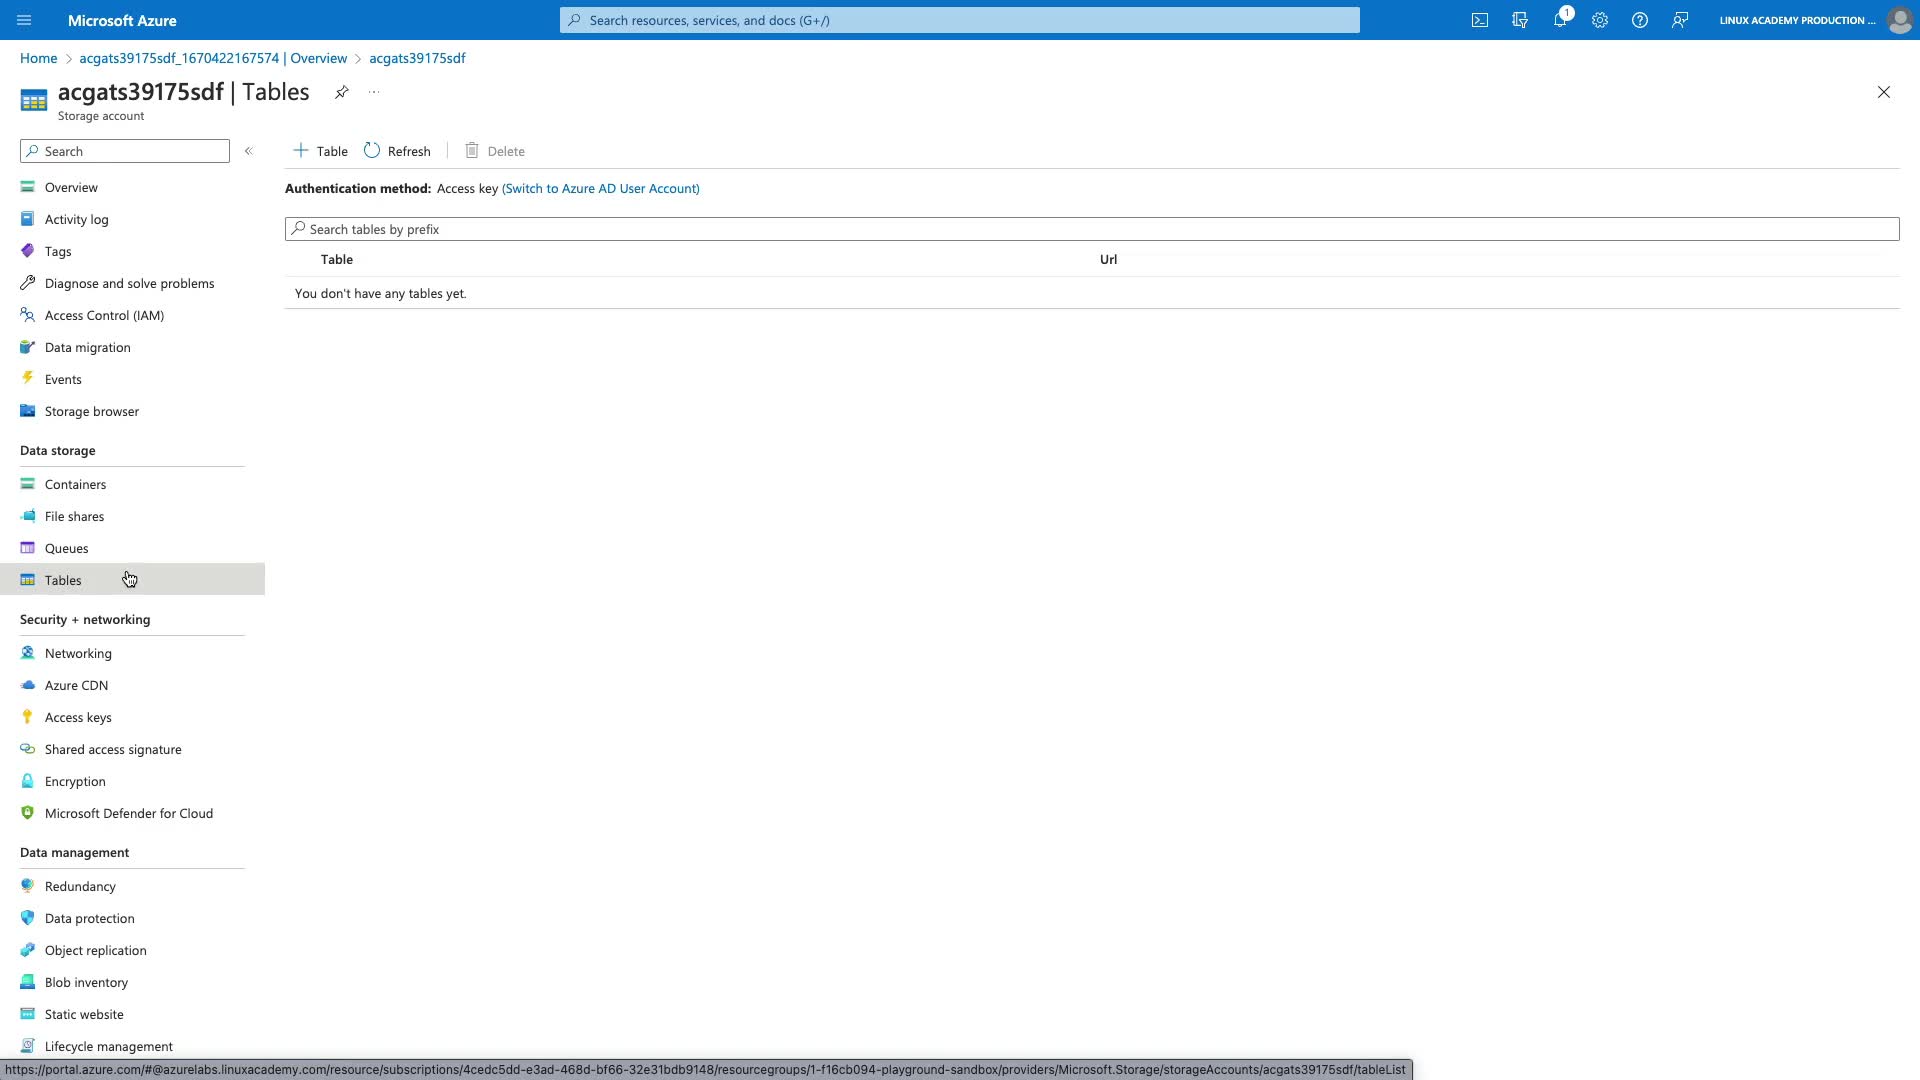 Microsoft Azure
Search resources, services, and docs (G+/)
1
LINUX ACADEMY PRODUCTION ...
Home > acgats39175sdf_1670422167574 | Overview > acgats39175sdf
acgats39175sdf | Tables
...
Storage account
Search
«
Table
Refresh
Delete
Overview
Authentication method: Access key (Switch to Azure AD User Account)
Activity log
Search tables by prefix
Tags
Table
Url
Diagnose and solve problems
You don't have any tables yet.
Access Control (IAM)
Data migration
Events
Storage browser
Data storage
Containers
File shares
Queues
Tables
Security + networking
Networking
Azure CDN
Access keys
Shared access signature
Encryption
Microsoft Defender for Cloud
Data management
Redundancy
Data protection
Object replication
Blob inventory
Static website
Lifecycle management
https://portal.azure.com/#@azurelabs.linuxacademy.com/resource/subscriptions/4cedc5dd-e3ad-468d-bf66-32e31bdb9148/resourcegroups/1-f16cb094-playground-sandbox/providers/Microsoft.Storage/storageAccounts/acgats39175sdf/tableList